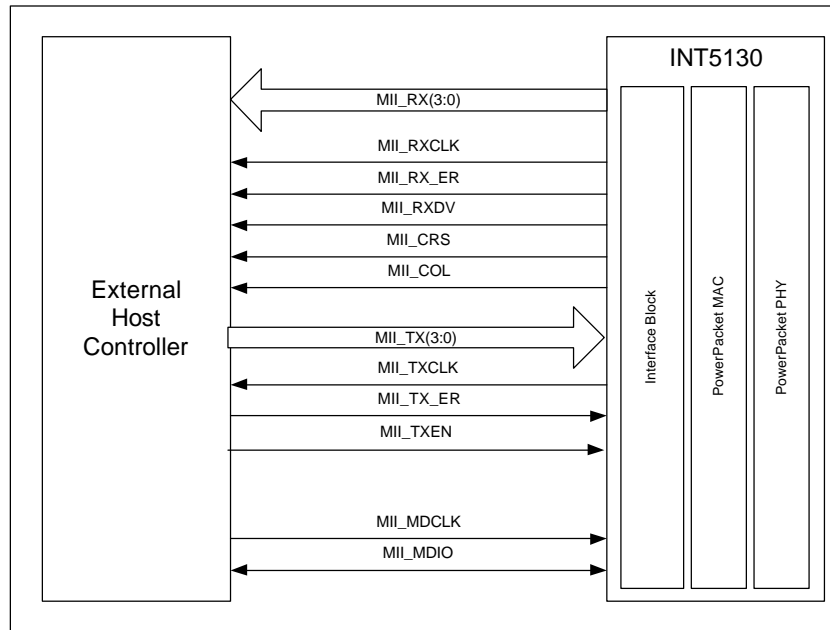 INT5130
MII_RX(3:0)
MII_RXCLK
MII_RX_ER
MII_RXDV
MII_CRS
MII_COL
External
Host
Controller
MII_TX(3:0)
MII_TXCLK
MII_TX_ER
MII_TXEN
MII_MDCLK
MII_MDIO
Interface Block
PowerPacket MAC
PowerPacket PHY